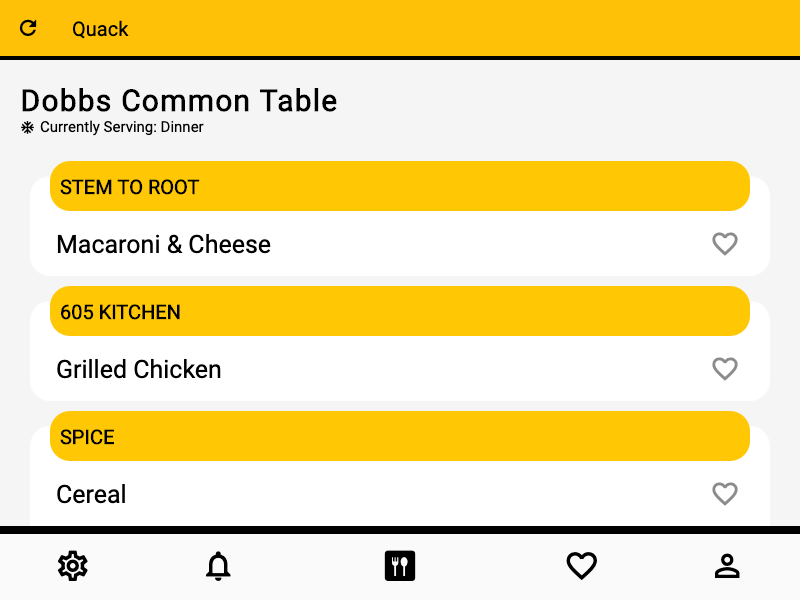 Quack
Dobbs Common Table
Currently Serving: Dinner
STEM TO ROOT
Macaroni & Cheese
605 KITCHEN
Grilled Chicken
SPICE
Cereal